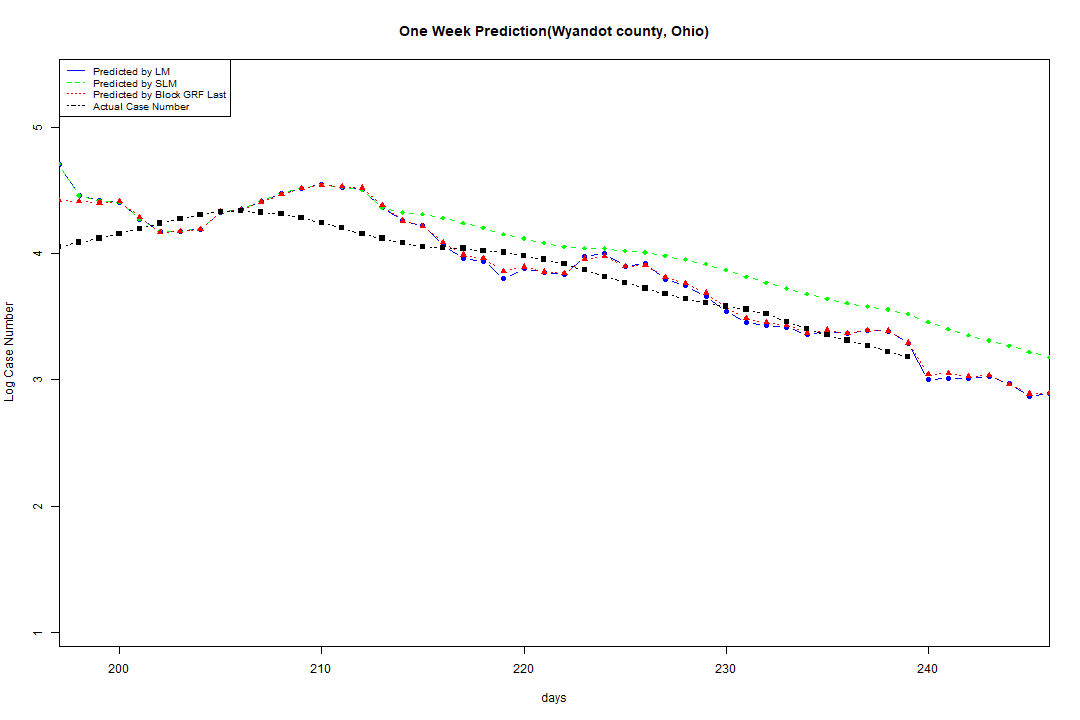 One Week Prediction(Wyandot county, Ohio)
Predicted by LM
Predicted by SLM
Predicted by Block GRF Last
Actual Case Number
5
4
3
2
1
Log Case Number
200
210
220
230
240
days